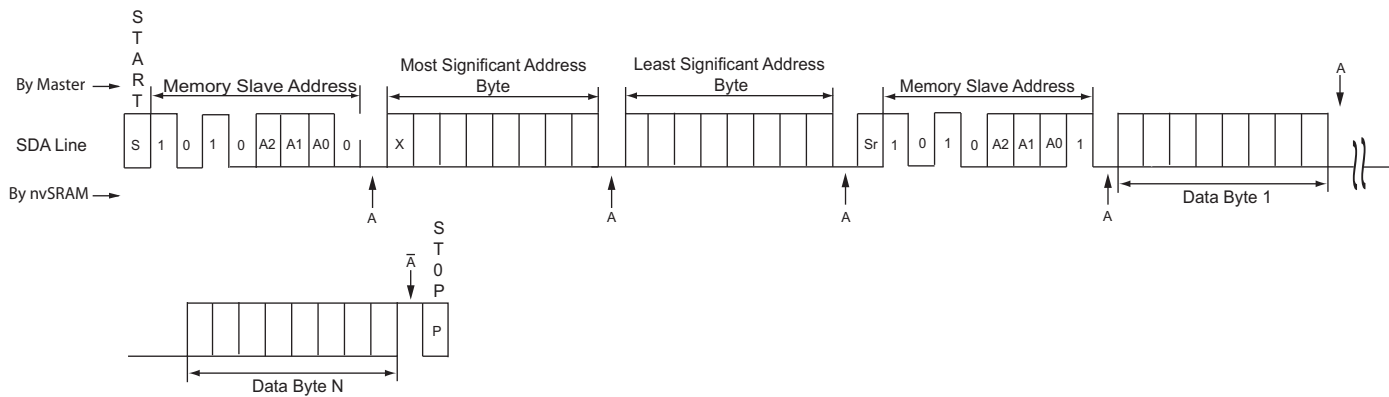 START
By Master
Memory Slave Address
Most Significant Address
Byte
Least Significant Address
Byte
Memory Slave Address
A
SDA Line
S 1 0 1 0 A2 A1 A0 0 X Sr 1 0 1 0 A2 A1 A0 1
By nvSRAM
A A A A
Data Byte 1
ST0P
A̅
P
Data Byte N